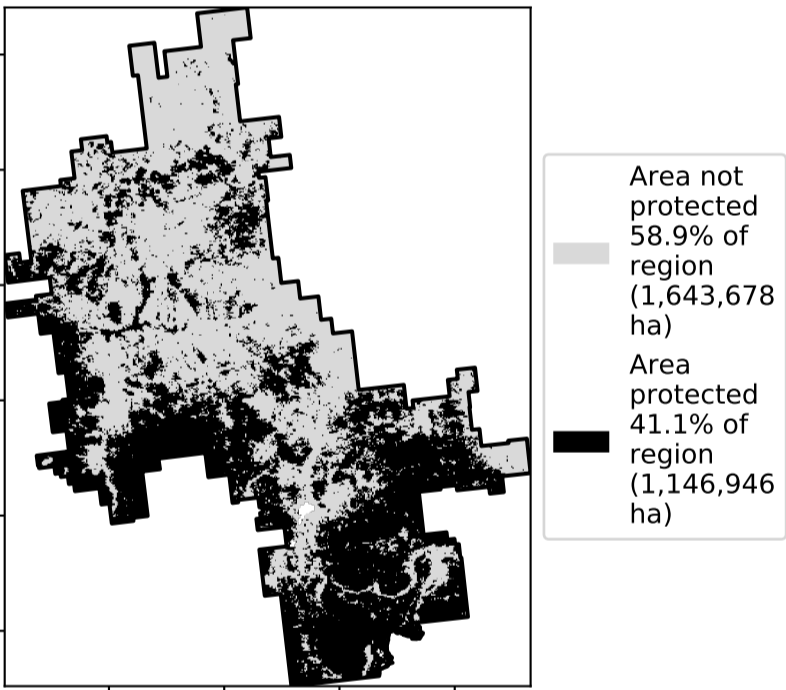 Area not
protected
58.9% of
region
(1,643,678
ha)
Area
protected
41.1% of
region
(1,146,946
ha)